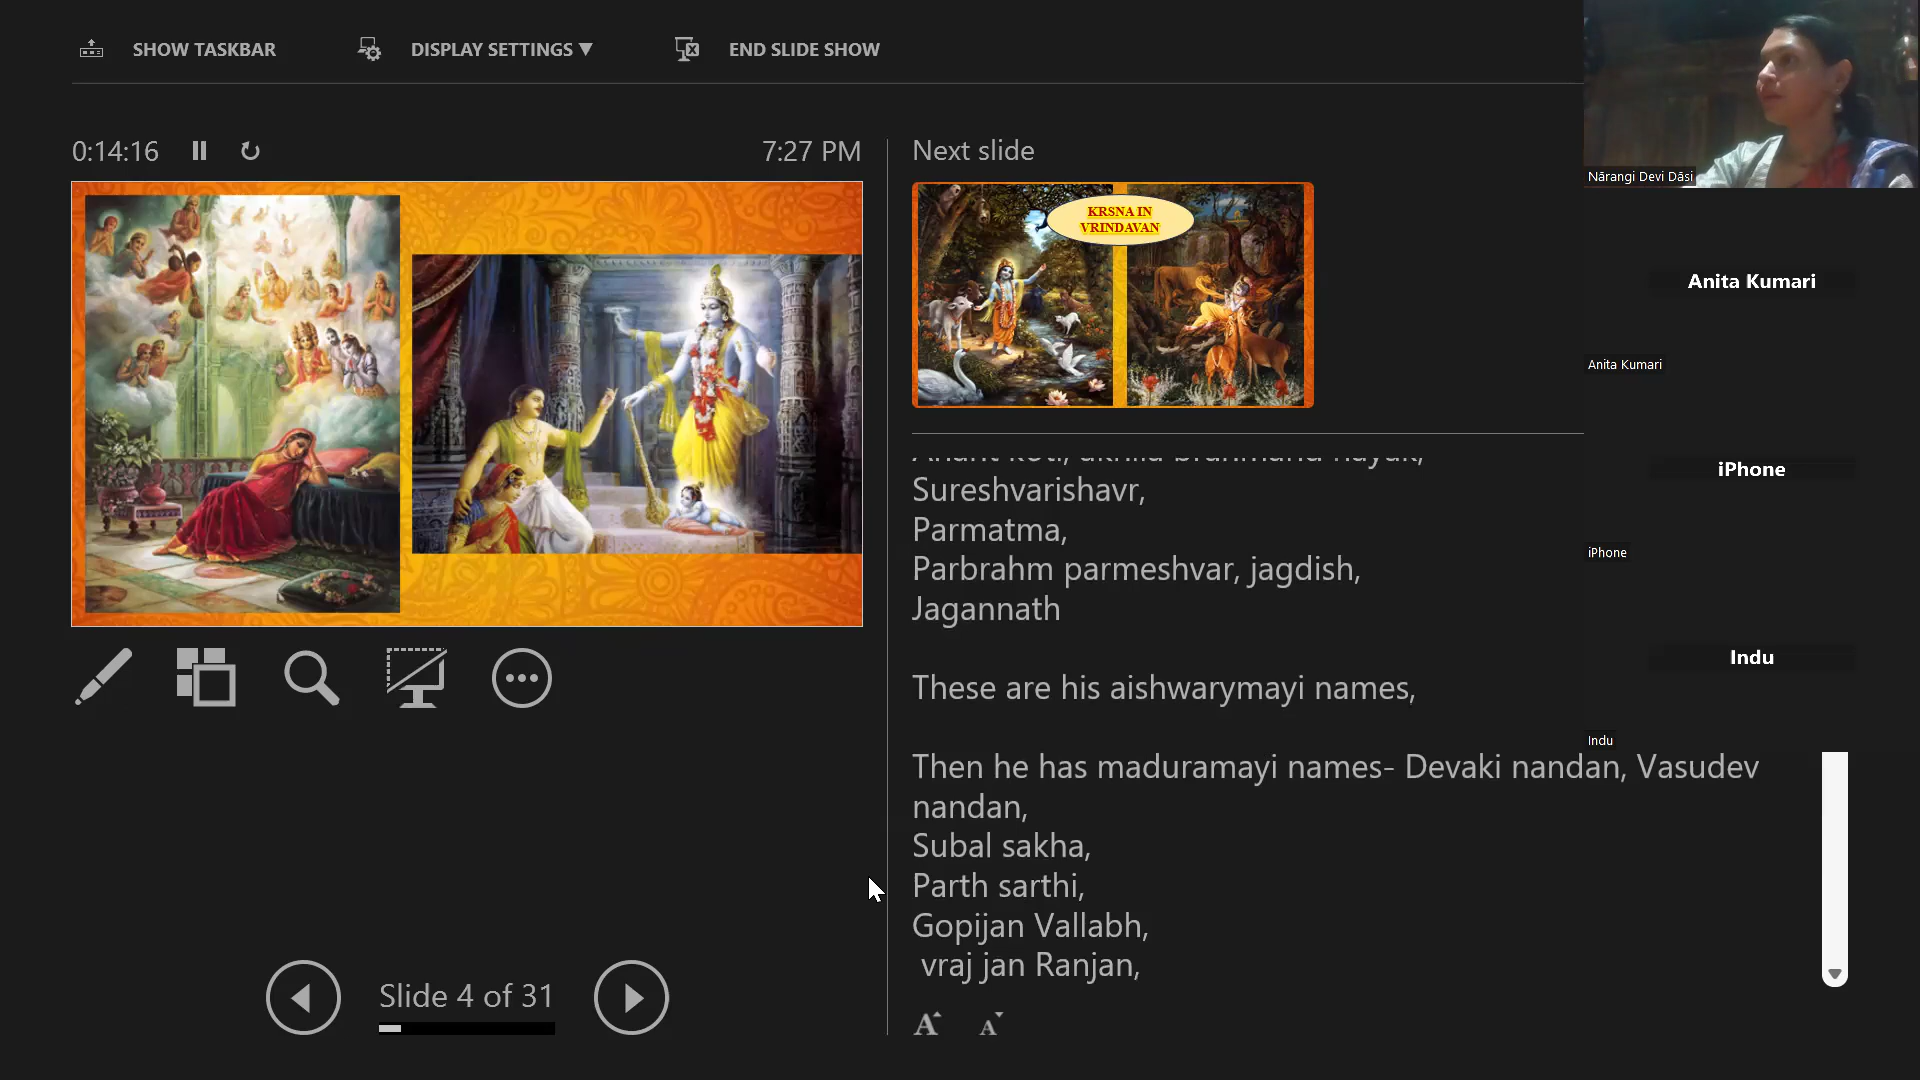 SHOW TASKBAR
DISPLAY SETTINGS ▼
END SLIDE SHOW
0:14:16
7:27 PM
Next slide
KRSNA IN
VRINDAVAN
Sureshvarishavr,
Parmatma,
Parbrahm parmeshvar, jagdish,
Jagannath
These are his aishwarymayi names,
Then he has maduramayi names- Devaki nandan, Vasudev
nandan,
Subal sakha,
Parth sarthi,
Gopijan Vallabh,
vraj jan Ranjan,
Slide 4 of 31
A A
Nārangi Devi Dāsi
Anita Kumari
Anita Kumari
iPhone
iPhone
Indu
Indu